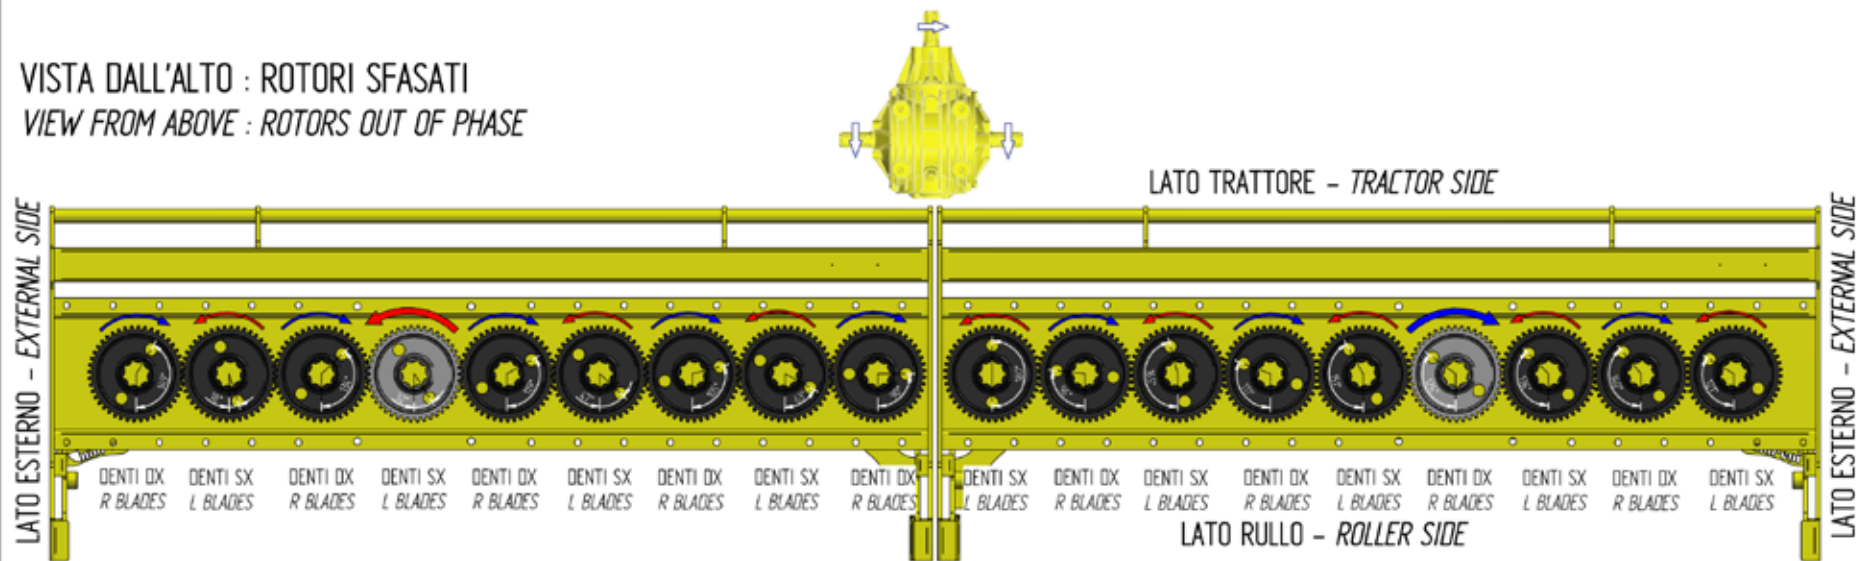 VISTA DALL'ALTO : ROTORI SFASATI
VIEW FROM ABOVE : ROTORS OUT OF PHASE
LATO TRATTORE - TRACTOR SIDE
LATO ESTERNO - EXTERNAL SIDE
LATO ESTERNO - EXTERNAL SIDE
DENTI DX DENTI SX DENTI DX DENTI SX DENTI DX DENTI SX DENTI DX DENTI SX DENTI DX DENTI SX DENTI DX DENTI SX DENTI DX DENTI SX DENTI DX DENTI SX DENTI DX DENTI SX
R BLADES L BLADES R BLADES L BLADES R BLADES L BLADES R BLADES L BLADES R BLADES L BLADES R BLADES L BLADES R BLADES L BLADES R BLADES L BLADES R BLADES L BLADES
LATO RULLO - ROLLER SIDE